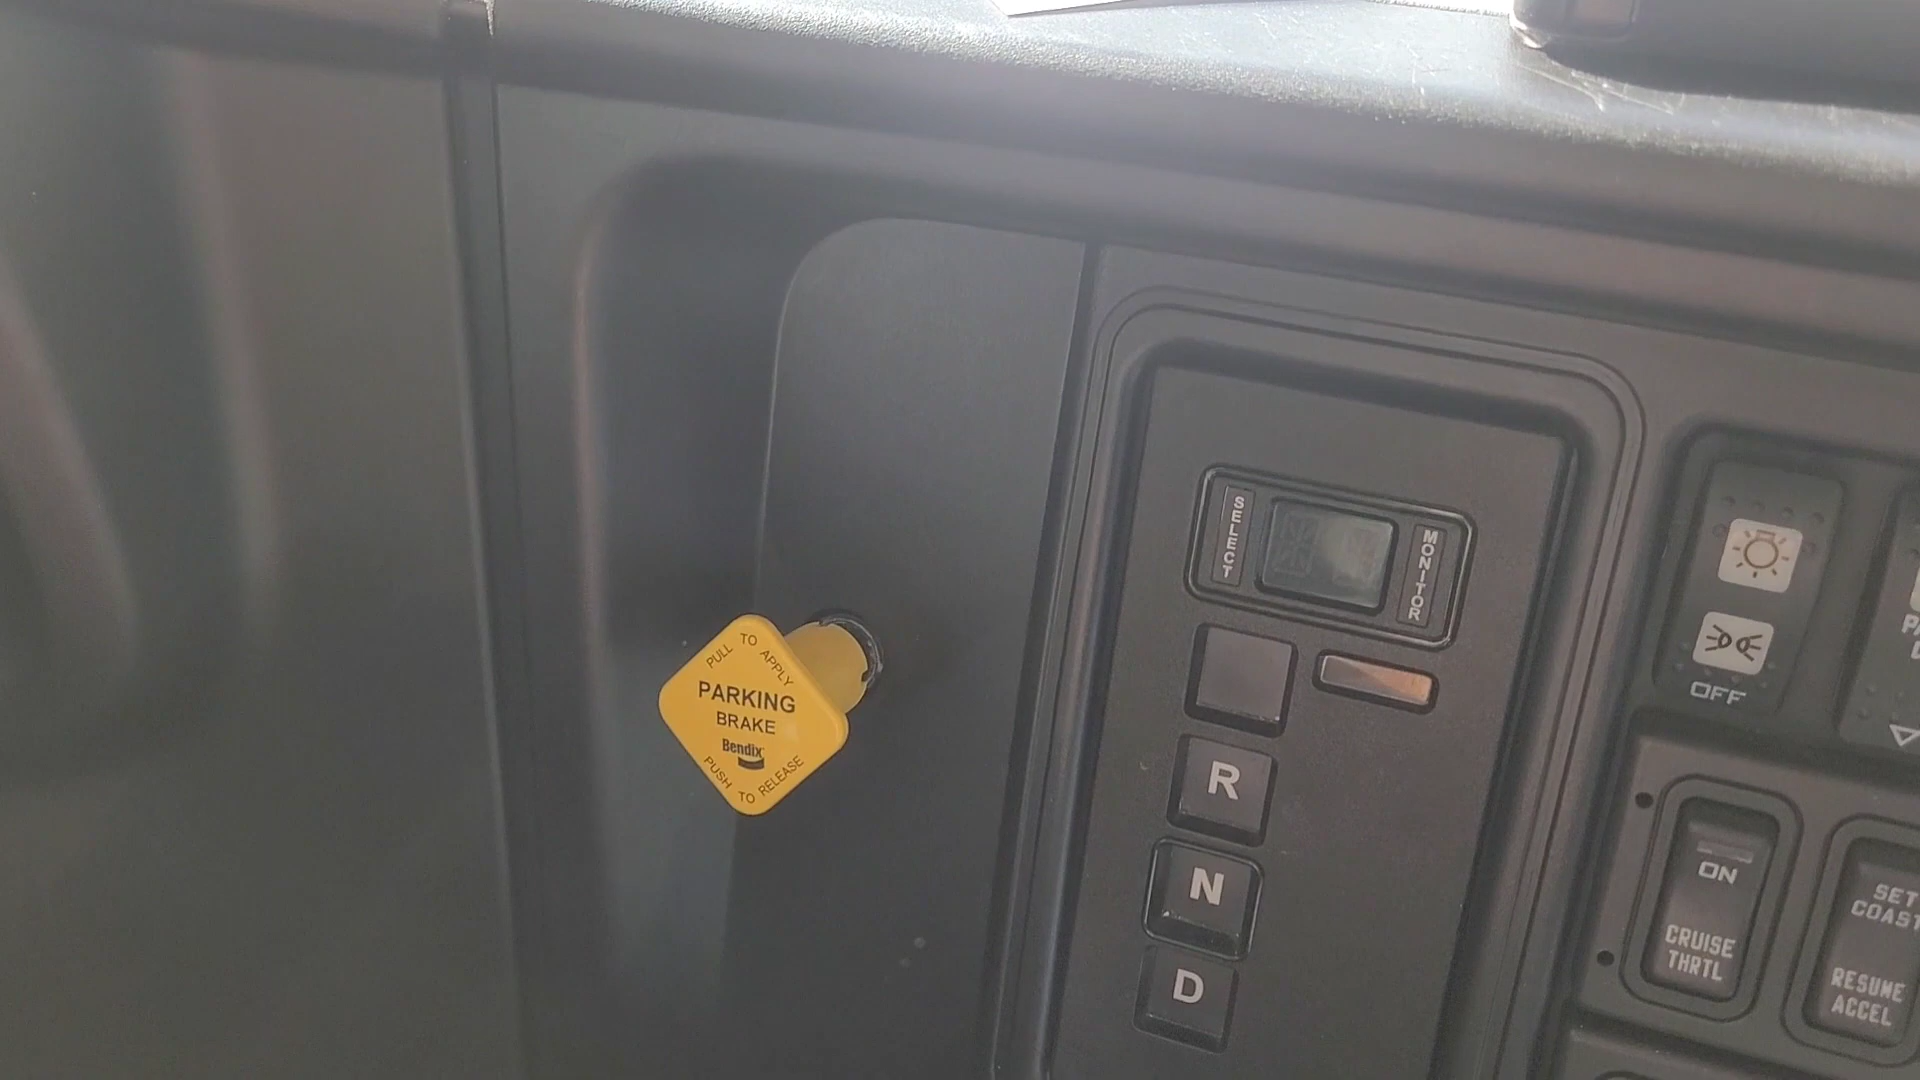 PULL TO APPLY
PARKING
BRAKE
Bendix
PUSH TO RELEASE
SELECT
MONITOR
R
N
D
OFF
ON
CRUISE
THRTL
SET
COAST
RESUME
ACCEL